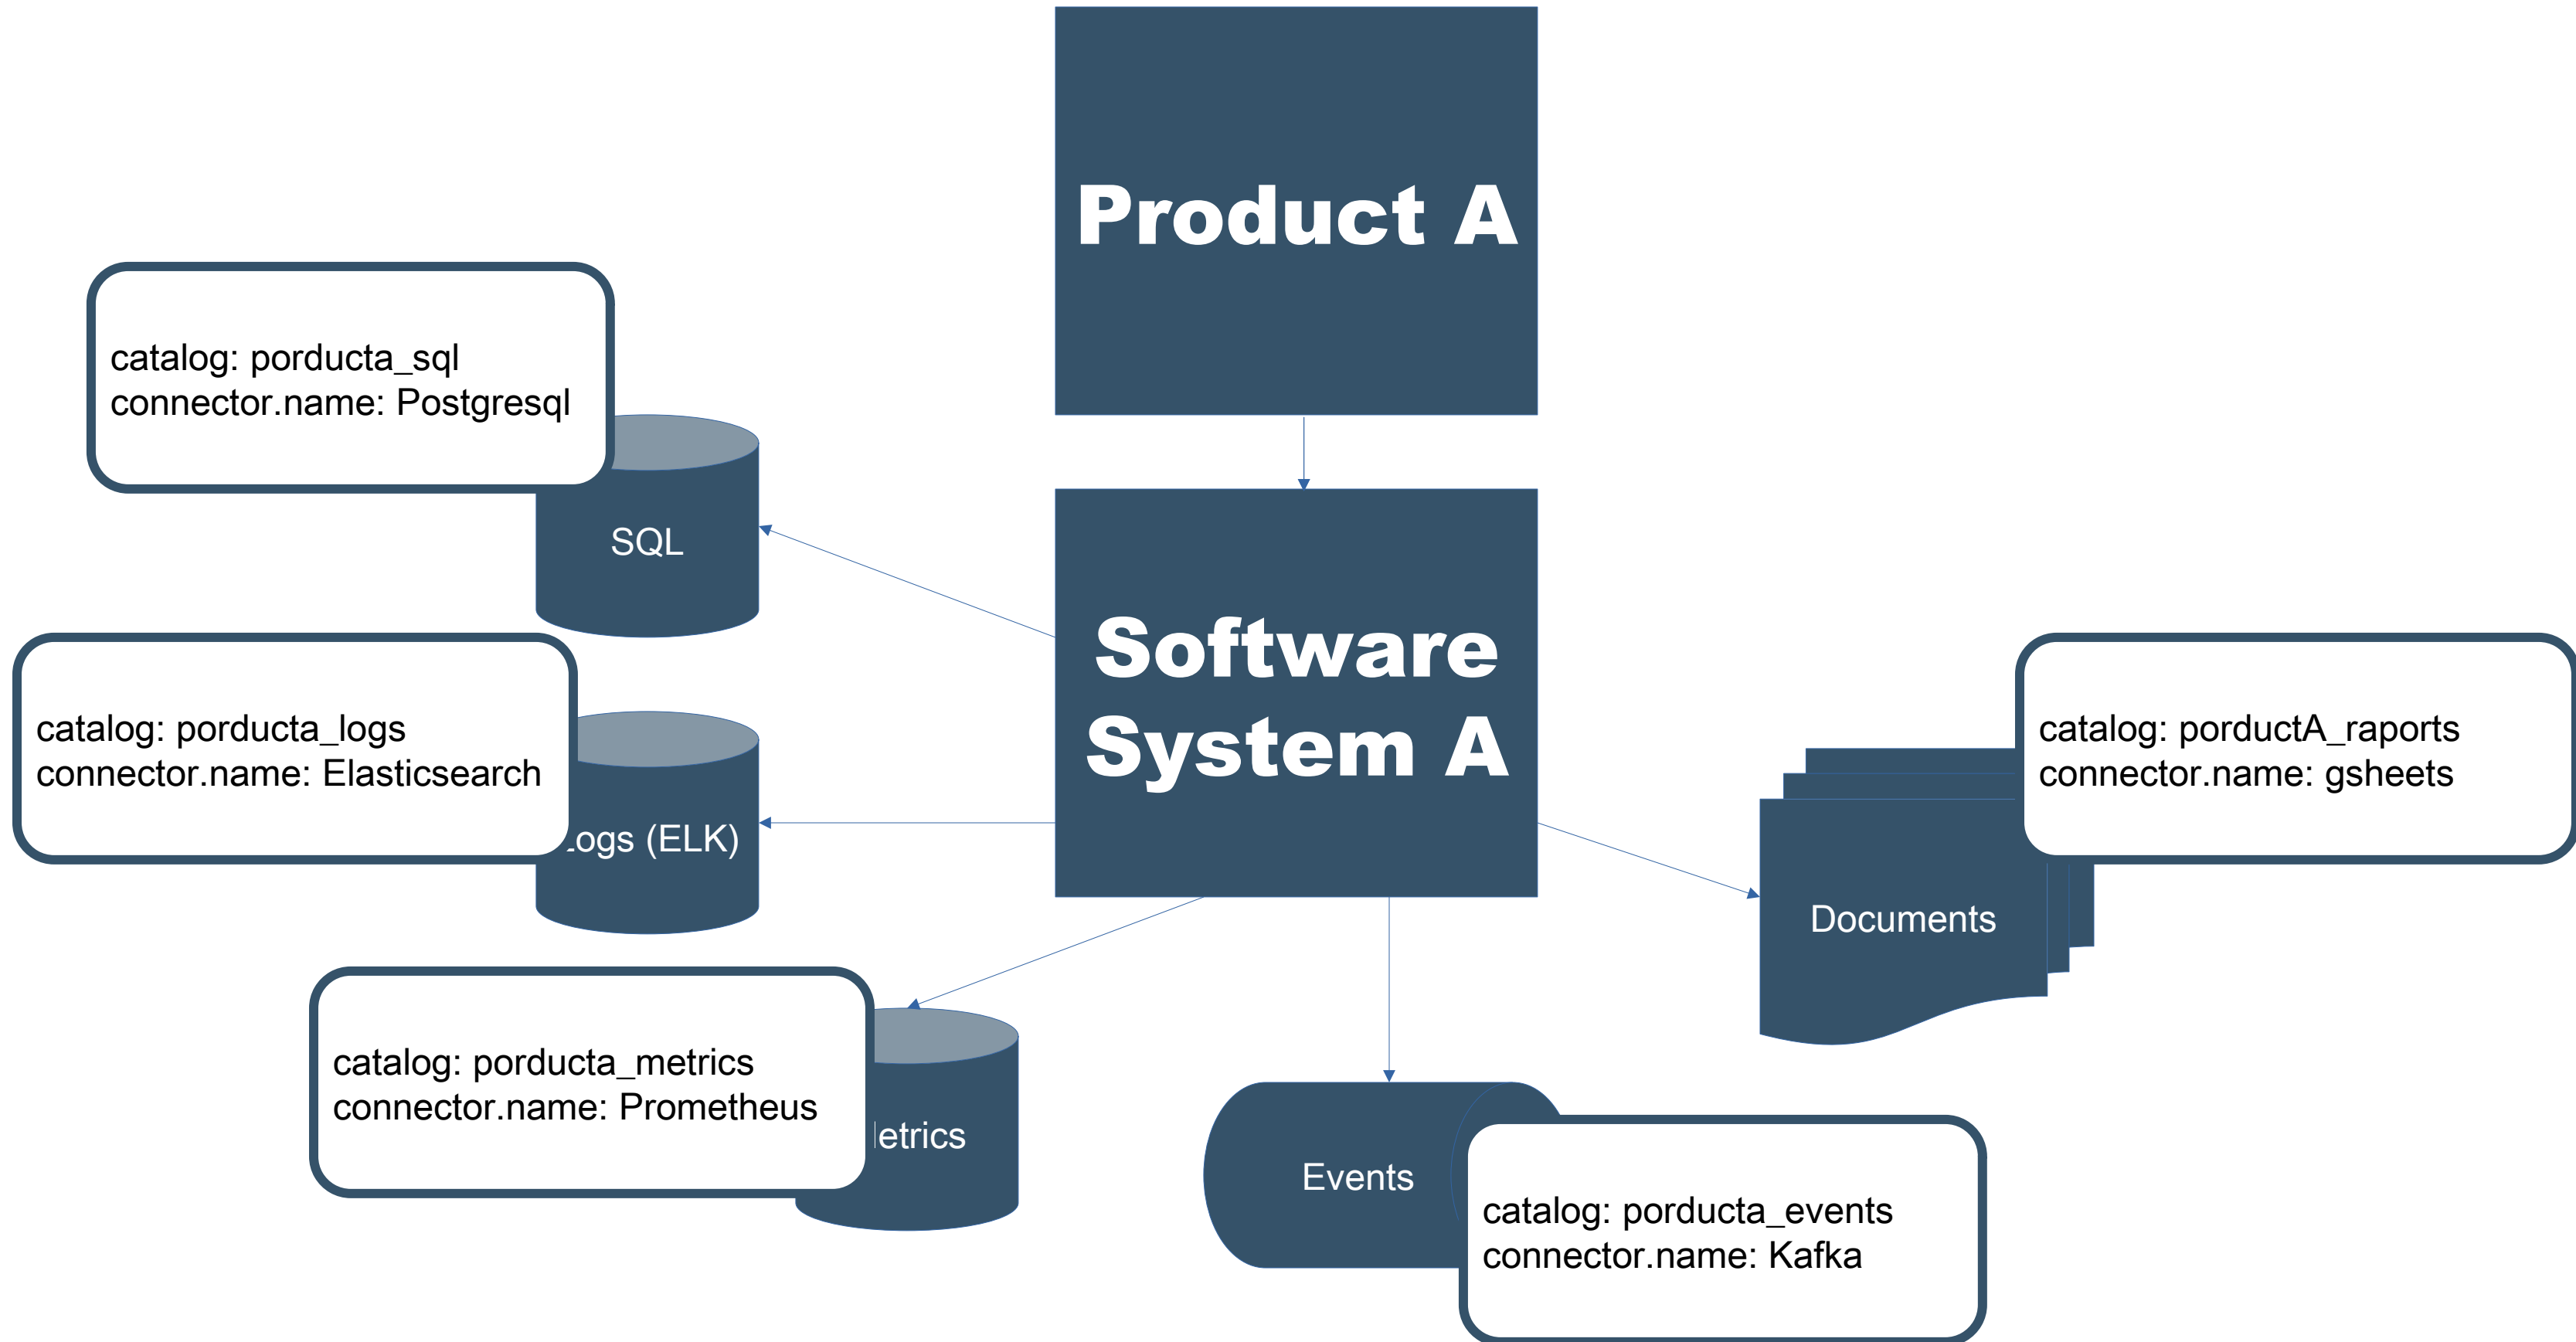 Product A
catalog: porducta_sql
connector.name: Postgresql
SQL
Software
System A
catalog: porducta_logs
connector.name: Elasticsearch
ogs (ELK)
catalog: porductA_raports
connector.name: gsheets
Documents
catalog: porducta_metrics
connector.name: Prometheus
etrics
Events
catalog: porducta_events
connector.name: Kafka